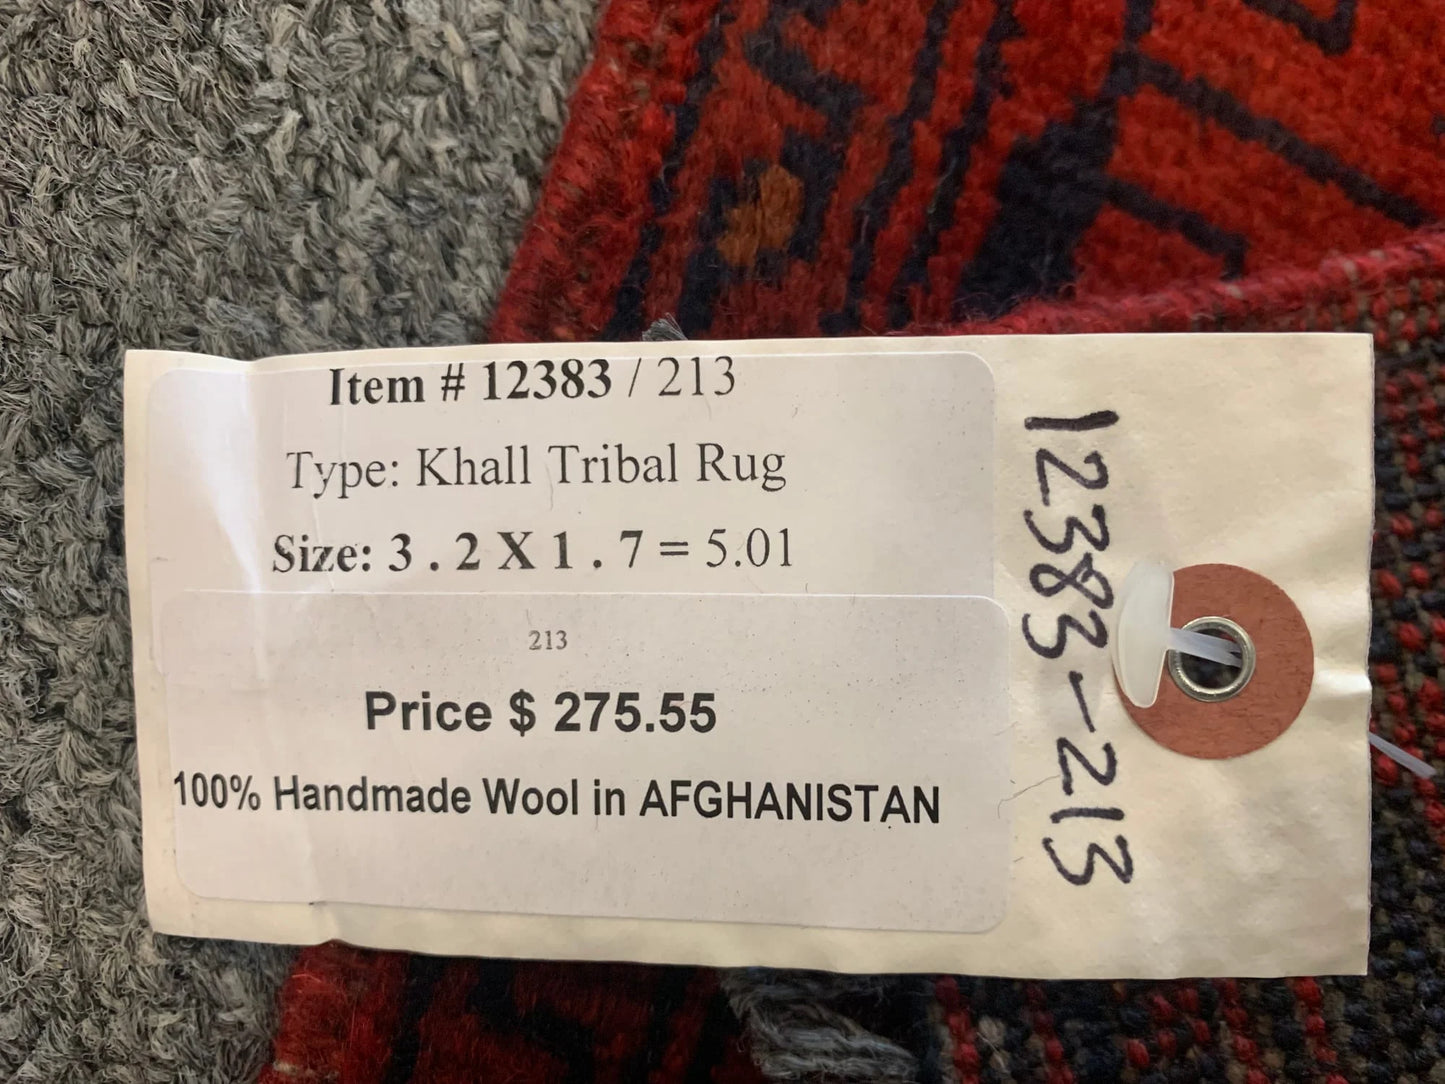 Item # 12383 / 213
Type: Khall Tribal Rug
Size: 3 . 2 X 1 . 7 = 5.01
213
Price $ 275.55
100% Handmade Wool in AFGHANISTAN
12383-213